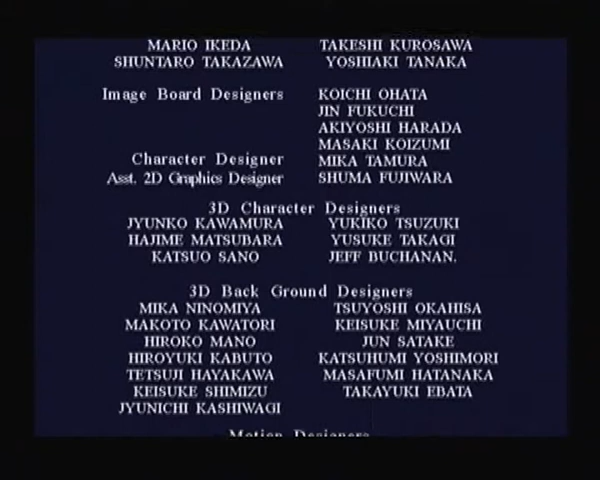 MARIO IKEDA TAKESHI KUROSAWA
SHUNTARO TAKAZAWA YOSHIAKI TANAKA
Image Board Designers KOICHI OHATA
JIN FUKUCHI
AKIYOSHI HARADA
MASAKI KOIZUMI
Character Designer MIKA TAMURA
Asst. 2D Graphics Designer SHUMA FUJIWARA
3D Character Designers
JYUNKO KAWAMURA YUKIKO TSUZUKI
HAJIME MATSUBARA YUSUKE TAKAGI
KATSUO SANO JEFF BUCHANAN.
3D Back Ground Designers
MIKA NINOMIYA TSUYOSHI OKAHISA
MAKOTO KAWATORI KEISUKE MIYAUCHI
HIROKO MANO JUN SATAKE
HIROYUKI KABUTO KATSUHUMI YOSHIMORI
TETSUJI HAYAKAWA MASAFUMI HATANAKA
KEISUKE SHIMIZU TAKAYUKI EBATA
JYUNICHI KASHIWAGI
Motion Designers